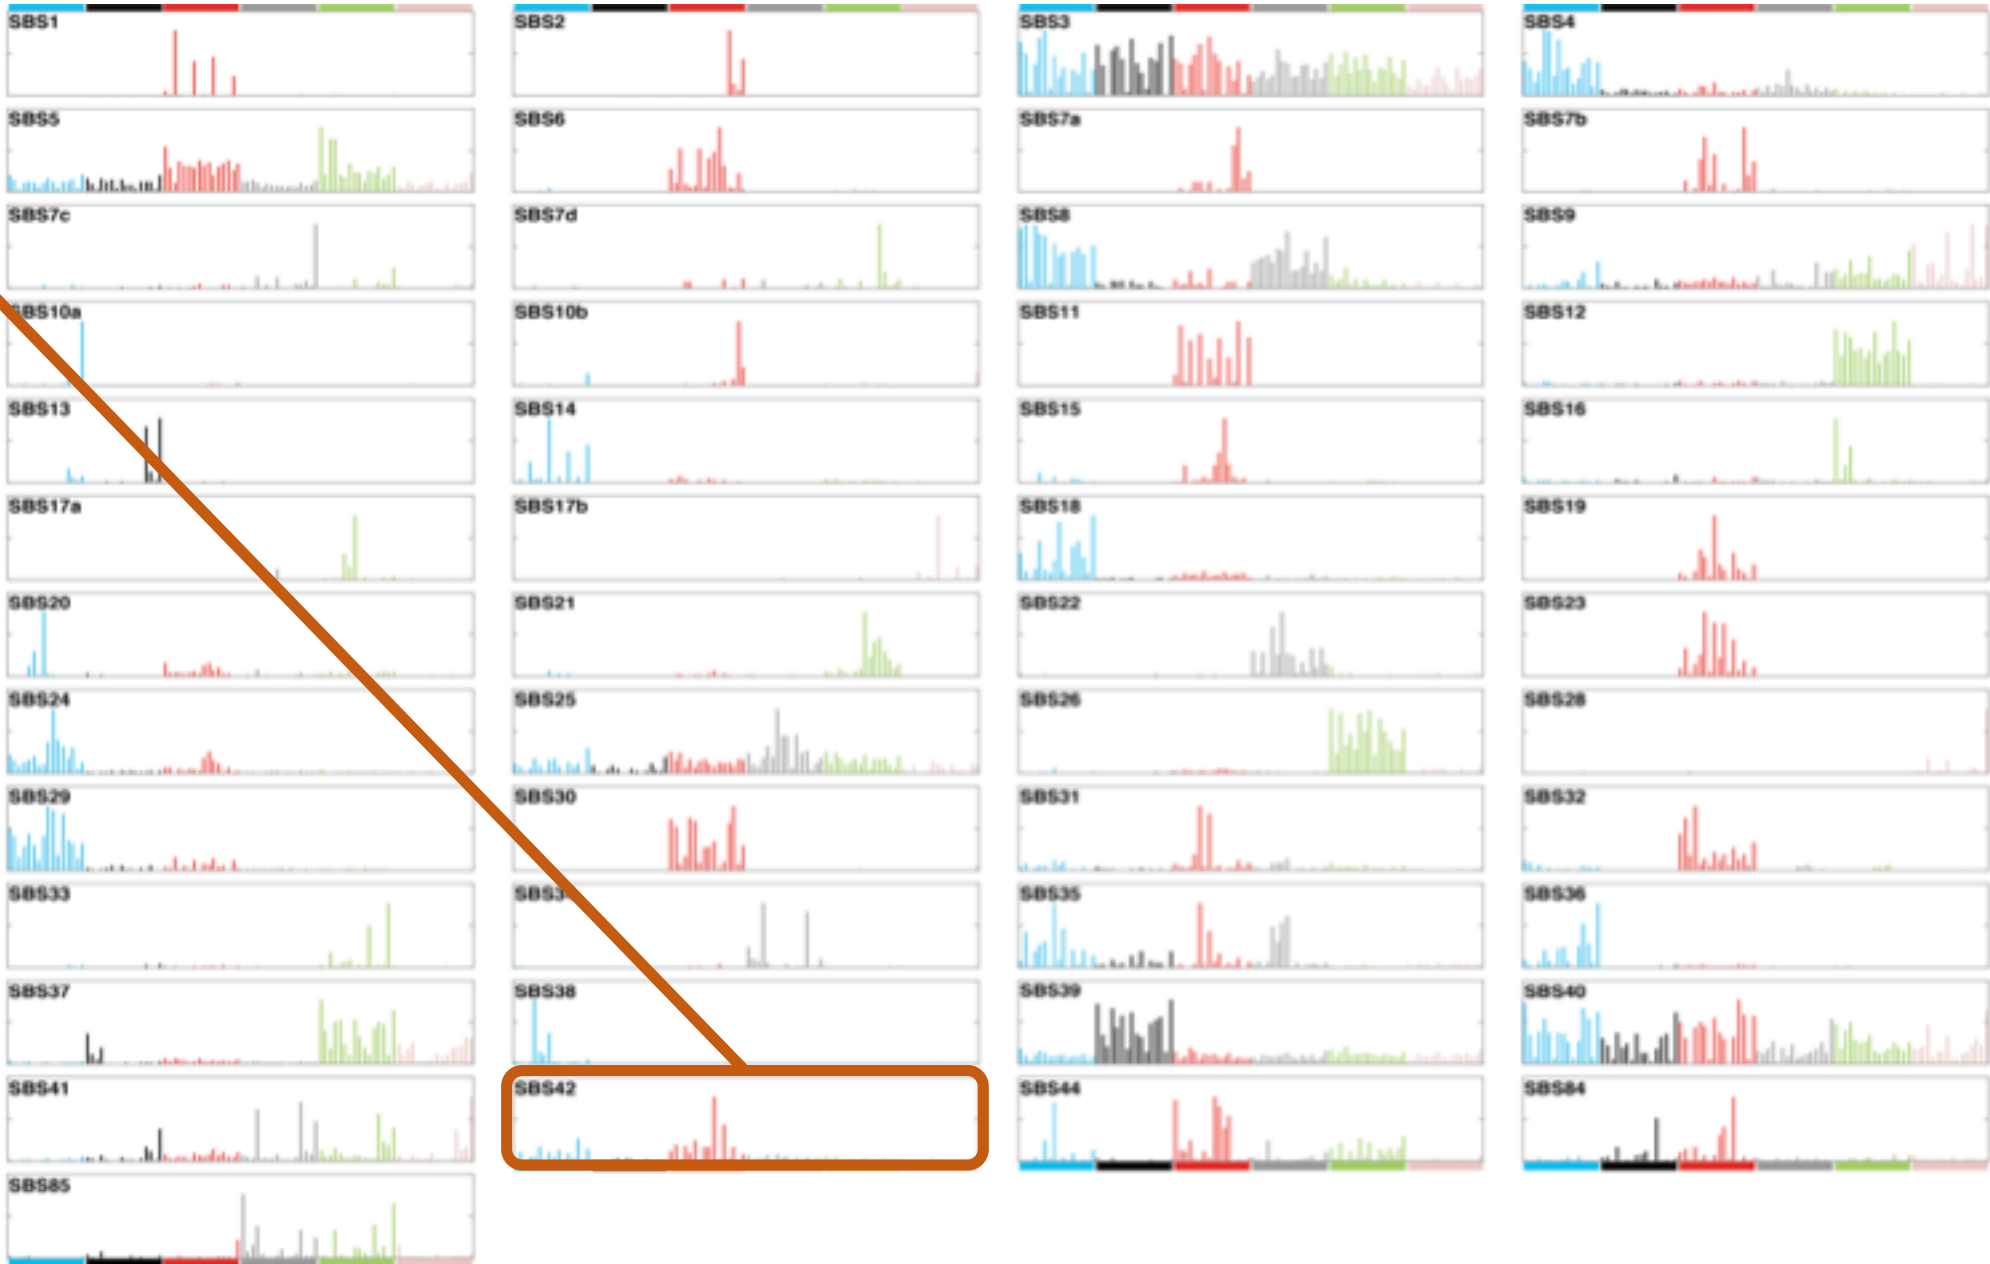 SBS1 SBS2 SBS3 SBS4
SBS5 SBS6 SBS7a SBS7b
SBS7c SBS7d SBS8 SBS9
SBS10a SBS10b SBS11 SBS12
SBS13 SBS14 SBS15 SBS16
SBS17a SBS17b SBS18 SBS19
SBS20 SBS21 SBS22 SBS23
SBS24 SBS25 SBS26 SBS28
SBS29 SBS30 SBS31 SBS32
SBS33 SBS35 SBS36
SBS37 SBS38 SBS39 SBS40
SBS41 SBS42 SBS44 SBS84
SBS85